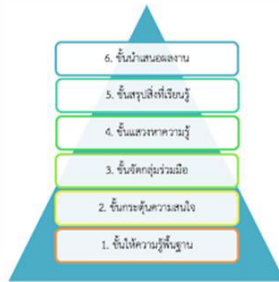 6. ขั้นนำเสนอผลงาน
5. ขั้นสรุปสิ่งที่เรียนรู้
4. ขั้นแสวงหาความรู้
3. ขั้นจัดกลุ่มร่วมมือ
2. ขั้นกระตุ้นความสนใจ
1. ขั้นให้ความรู้พื้นฐาน